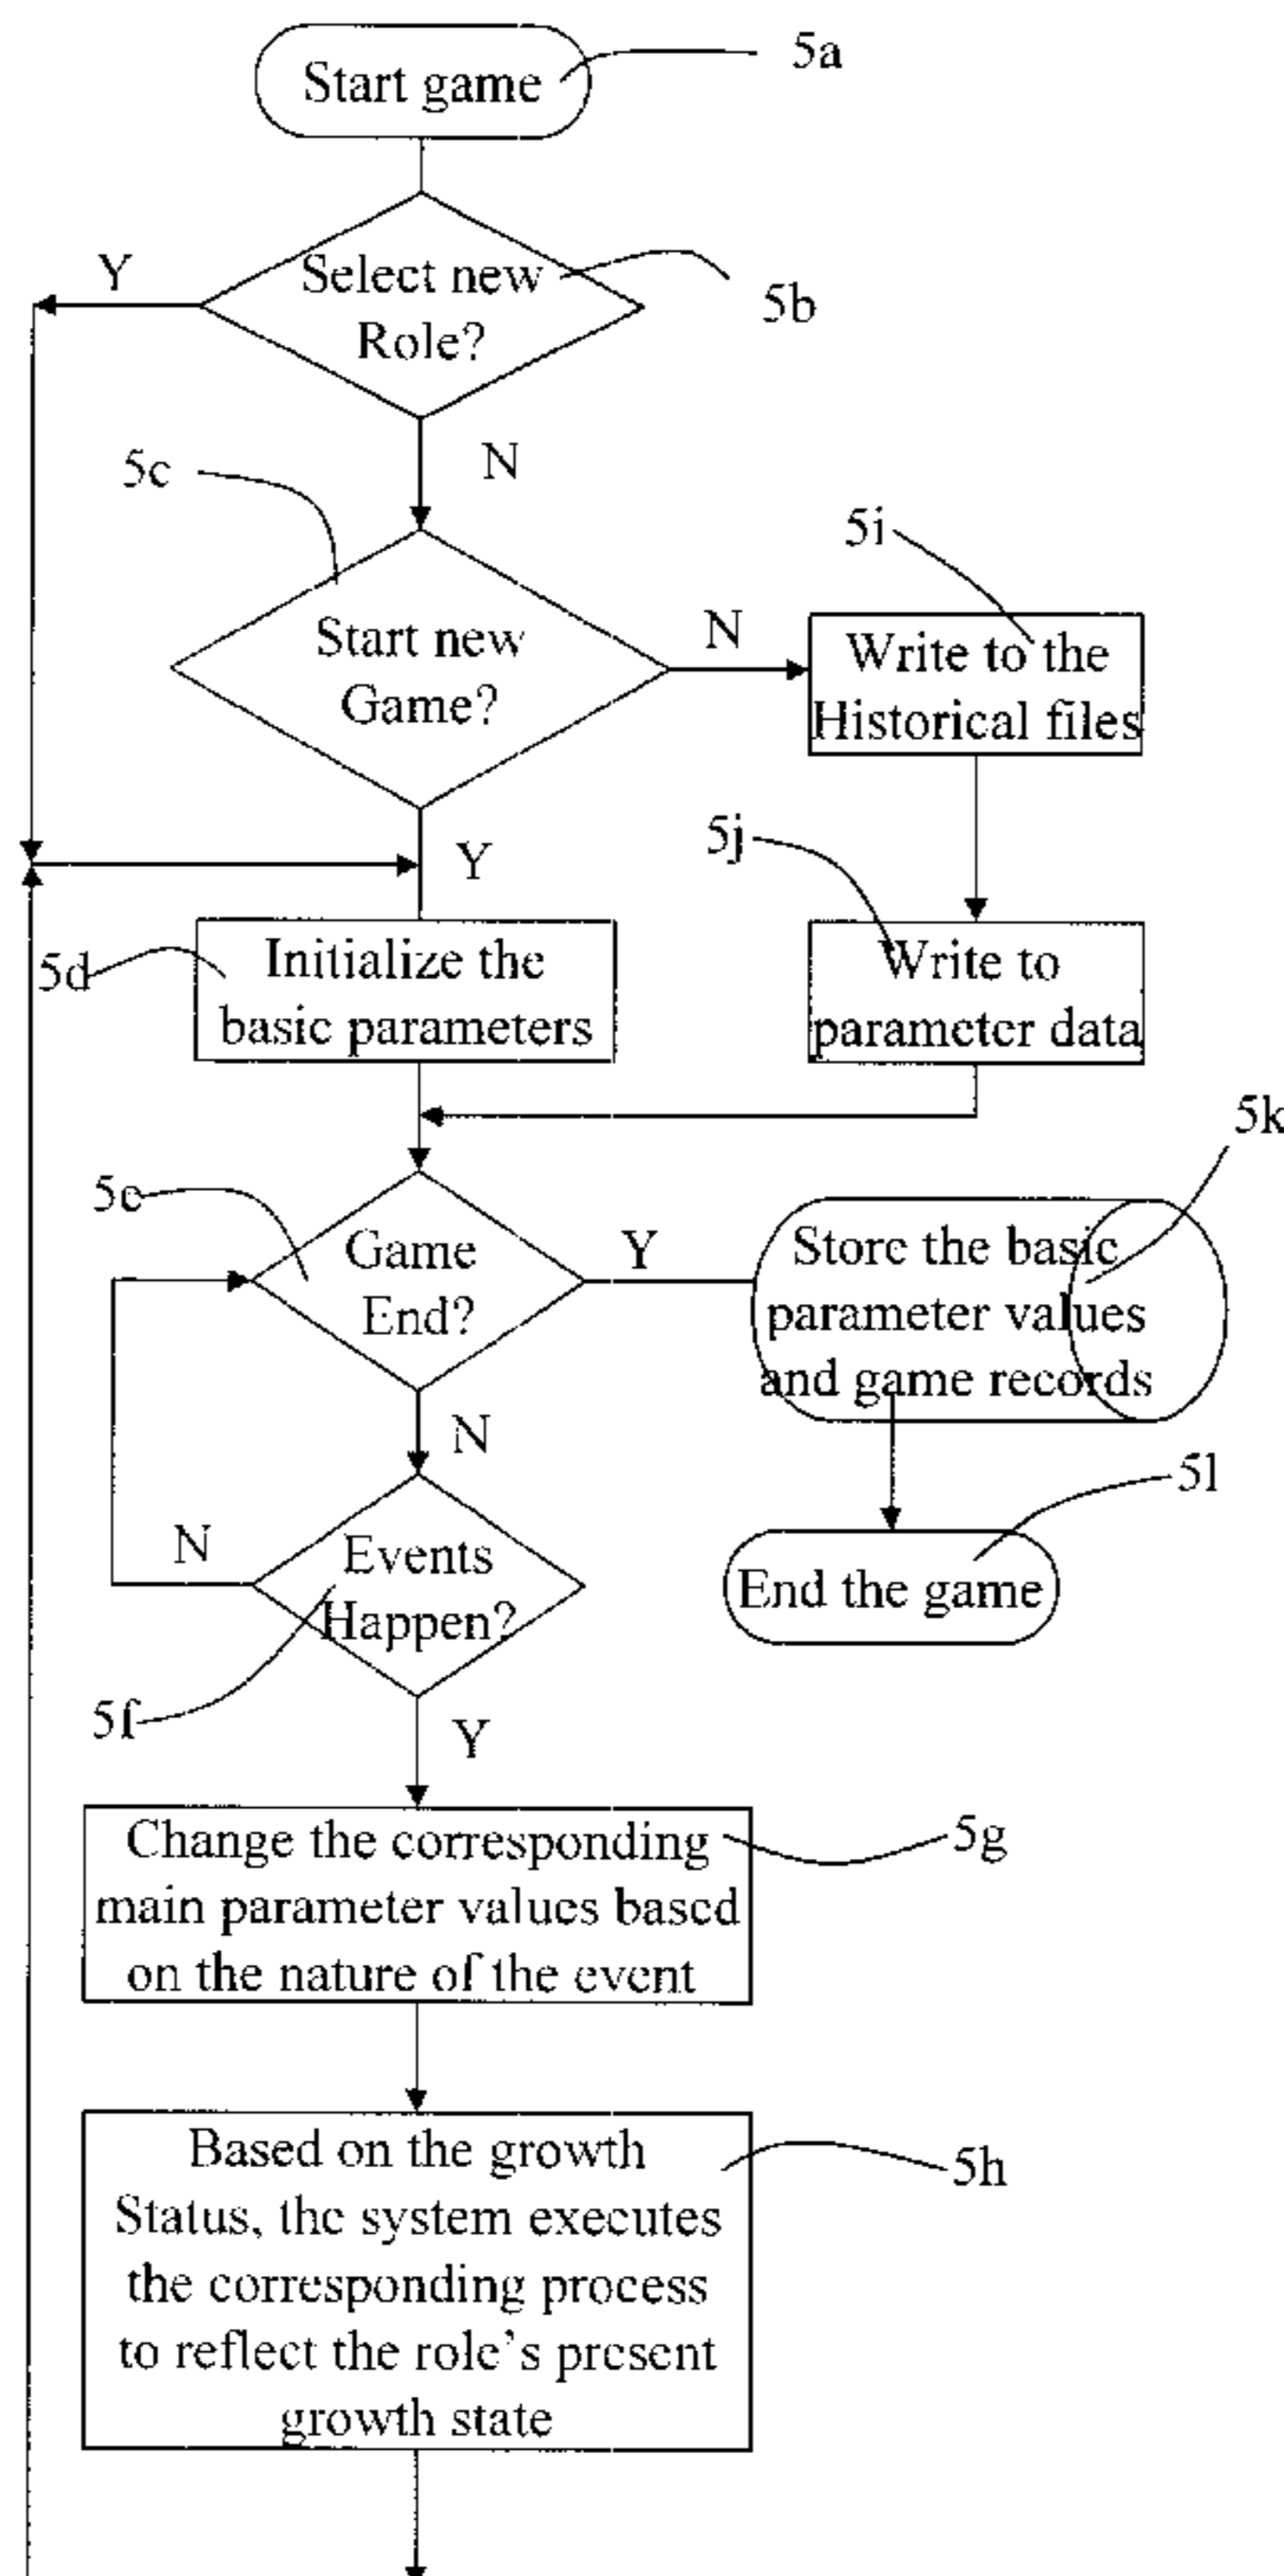 Start game
5a
Y
Select new
Role?
5b
N
5c
Start new
Game?
N
5i
Write to the
Historical files
Y
5j
5d
Initialize the
basic parameters
Write to
parameter data
5k
5e
Game
End?
Y
Store the basic
parameter values
and game records
N
5l
N
Events
Happen?
End the game
5f
Y
Change the corresponding
main parameter values based
on the nature of the event
5g
Based on the growth
Status, the system executes
the corresponding process
to reflect the role's present
growth state
5h